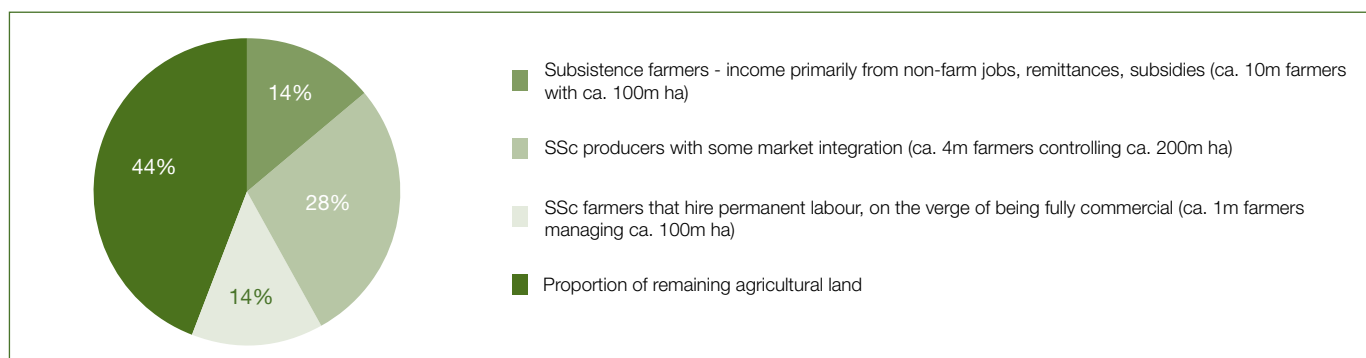 14%
44%
28%
14%
Subsistence farmers - income primarily from non-farm jobs, remittances, subsidies (ca. 10m farmers
with ca. 100m ha)
SSc producers with some market integration (ca. 4m farmers controlling ca. 200m ha)
SSc farmers that hire permanent labour, on the verge of being fully commercial (ca. 1m farmers
managing ca. 100m ha)
Proportion of remaining agricultural land